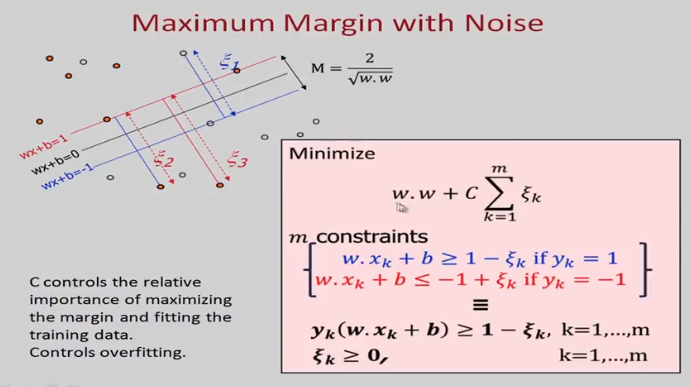 Maximum Margin with Noise
ξ1
M = 2/√w.w
wx+b=1
wx+b=0
wx+b=-1
ξ2
ξ3
Minimize
w.w + C ∑ₖ₌₁ᵐ ξₖ
m constraints
w.xₖ + b ≥ 1 − ξₖ if yₖ = 1
w.xₖ + b ≤ −1 + ξₖ if yₖ = −1
≡
yₖ(w.xₖ + b) ≥ 1 − ξₖ, k=1,...,m
ξₖ ≥ 0, k=1,...,m
C controls the relative
importance of maximizing
the margin and fitting the
training data.
Controls overfitting.